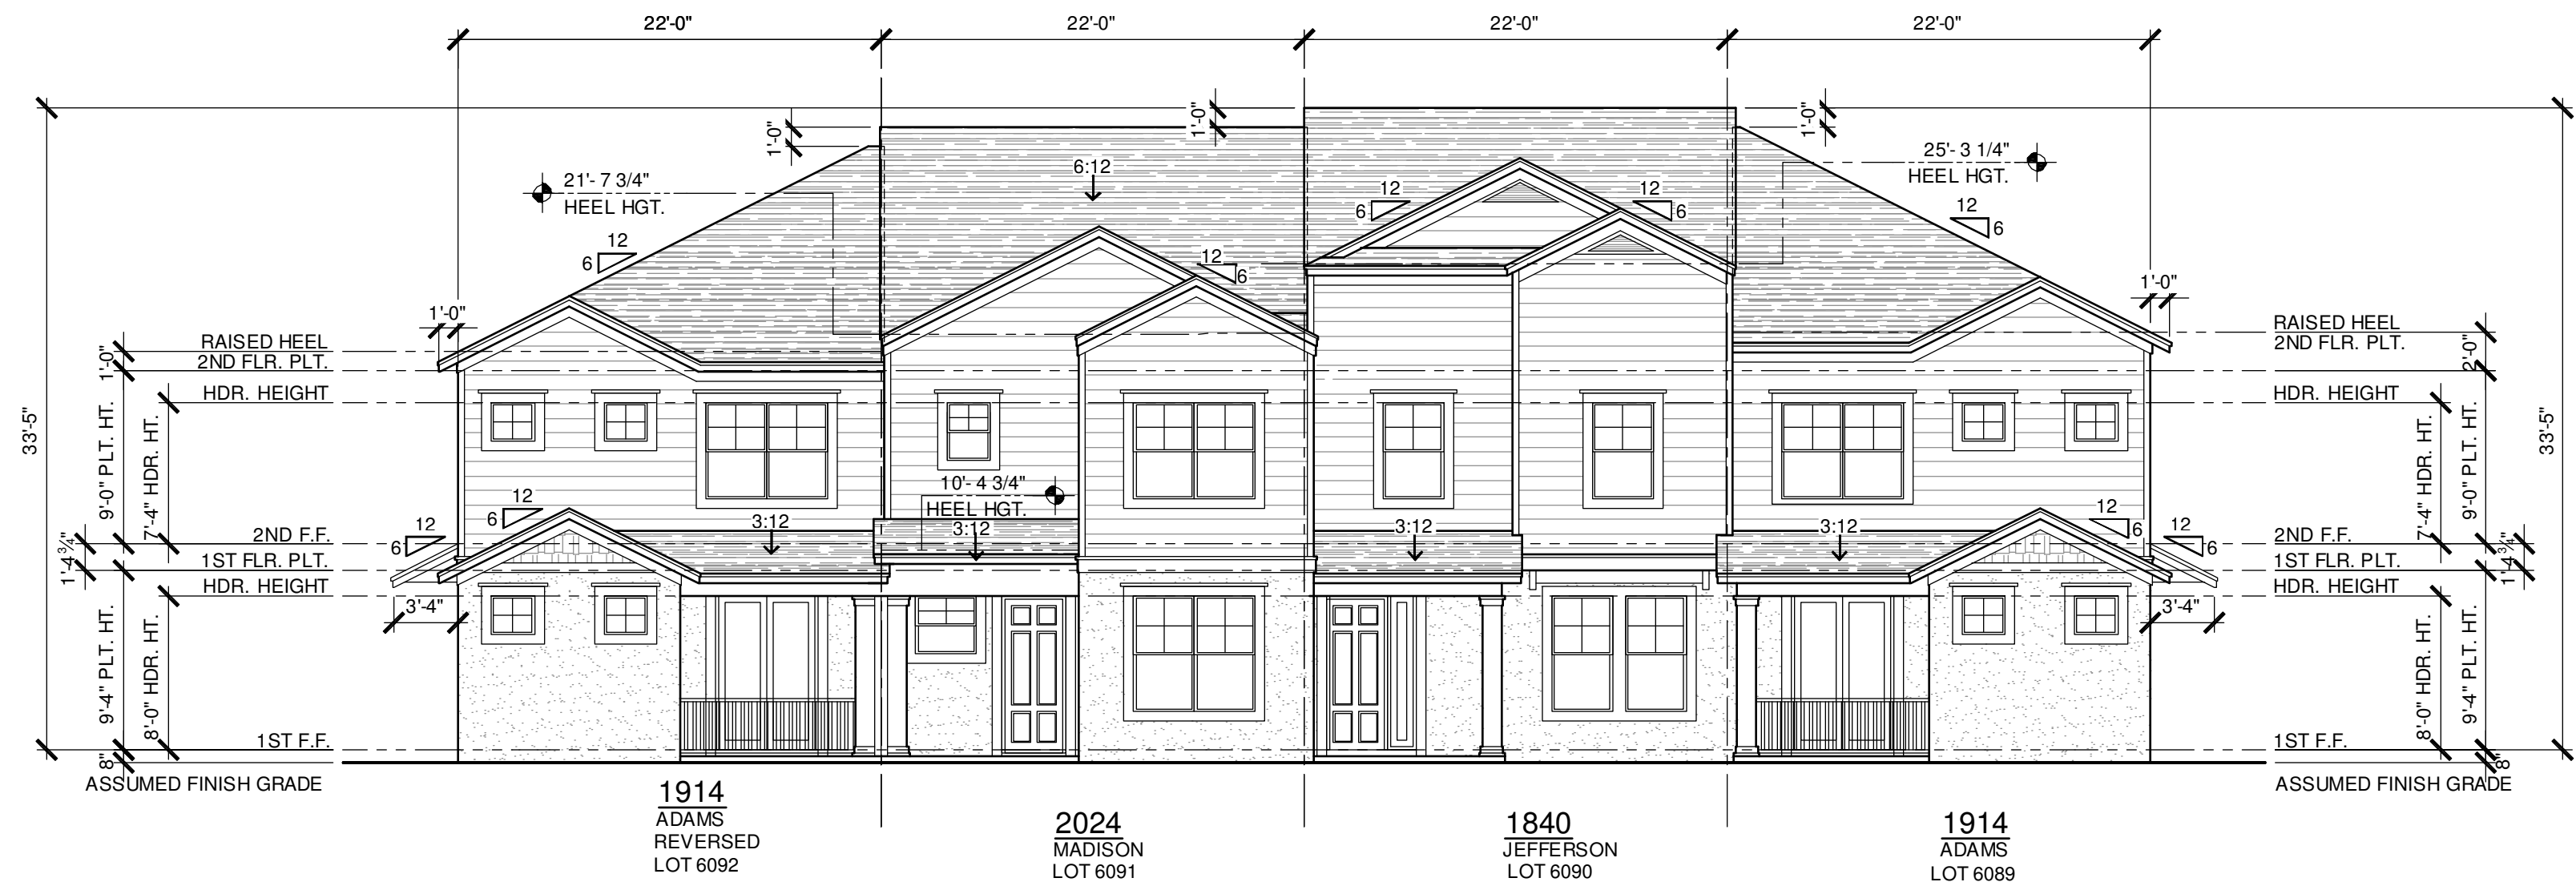 22'-0" 22'-0" 22'-0" 22'-0"
1'-0" 1'-0" 1'-0"
33'-5" 33'-5"
6:12
21'- 7 3/4"
HEEL HGT.
25'- 3 1/4"
HEEL HGT.
12 6
12 6
12 6
12 6
12 6
1'-0" 1'-0"
RAISED HEEL
2ND FLR. PLT.
HDR. HEIGHT
2ND F.F.
1ST FLR. PLT.
HDR. HEIGHT
1ST F.F.
ASSUMED FINISH GRADE
1'-0"
9'-0" PLT. HT.
7'-4" HDR. HT.
1'-4 3/4"
9'-4" PLT. HT.
8'-0" HDR. HT.
8"
3'-4"
12 6
12 6
3:12
10'- 4 3/4"
HEEL HGT.
3:12
3:12
3:12
12 6
12 6
3'-4"
RAISED HEEL
2ND FLR. PLT.
HDR. HEIGHT
2ND F.F.
1ST FLR. PLT.
HDR. HEIGHT
1ST F.F.
ASSUMED FINISH GRADE
2'-0"
7'-4" HDR. HT.
9'-0" PLT. HT.
1'-4 3/4"
8'-0" HDR. HT.
9'-4" PLT. HT.
8"
1914
ADAMS
REVERSED
LOT 6092
2024
MADISON
LOT 6091
1840
JEFFERSON
LOT 6090
1914
ADAMS
LOT 6089